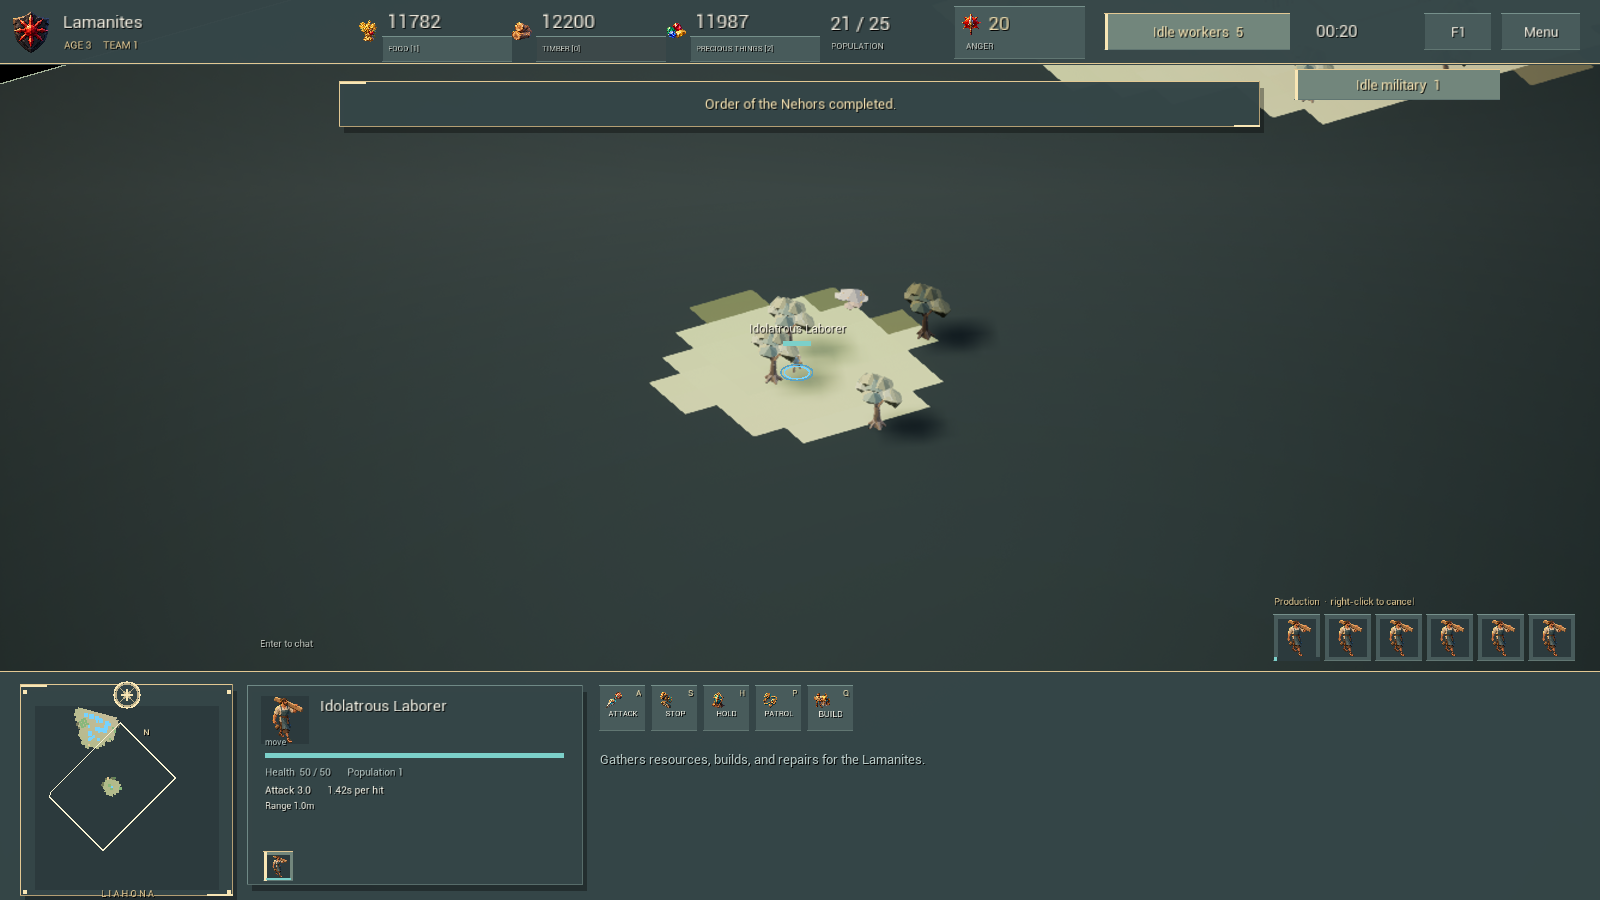 Lamanites
AGE 3 TEAM 1
11782
FOOD [1]
12200
TIMBER [0]
11987
PRECIOUS THINGS [2]
21 / 25
POPULATION
20
ANGER
Idle workers 5
00:20
F1
Menu
Idle military 1
Order of the Nehors completed.
Idolatrous Laborer
Production · right-click to cancel
Enter to chat
N
LIAHONA
Idolatrous Laborer
move
Health 50 / 50 Population 1
Attack 3.0 1.42s per hit
Range 1.0m
A
ATTACK
S
STOP
H
HOLD
P
PATROL
Q
BUILD
Gathers resources, builds, and repairs for the Lamanites.